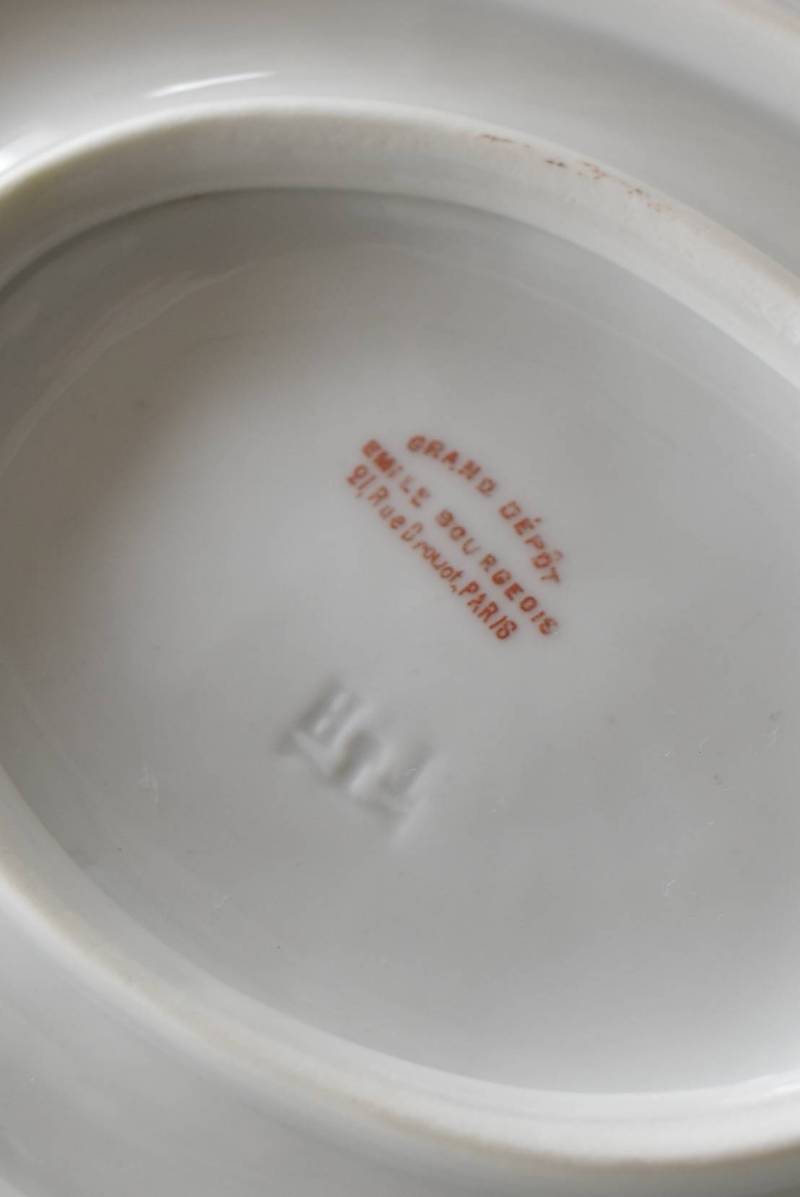 GRAND DÉPÔT
EMILE BOURGEOIS
21, Rue Drouot, PARIS